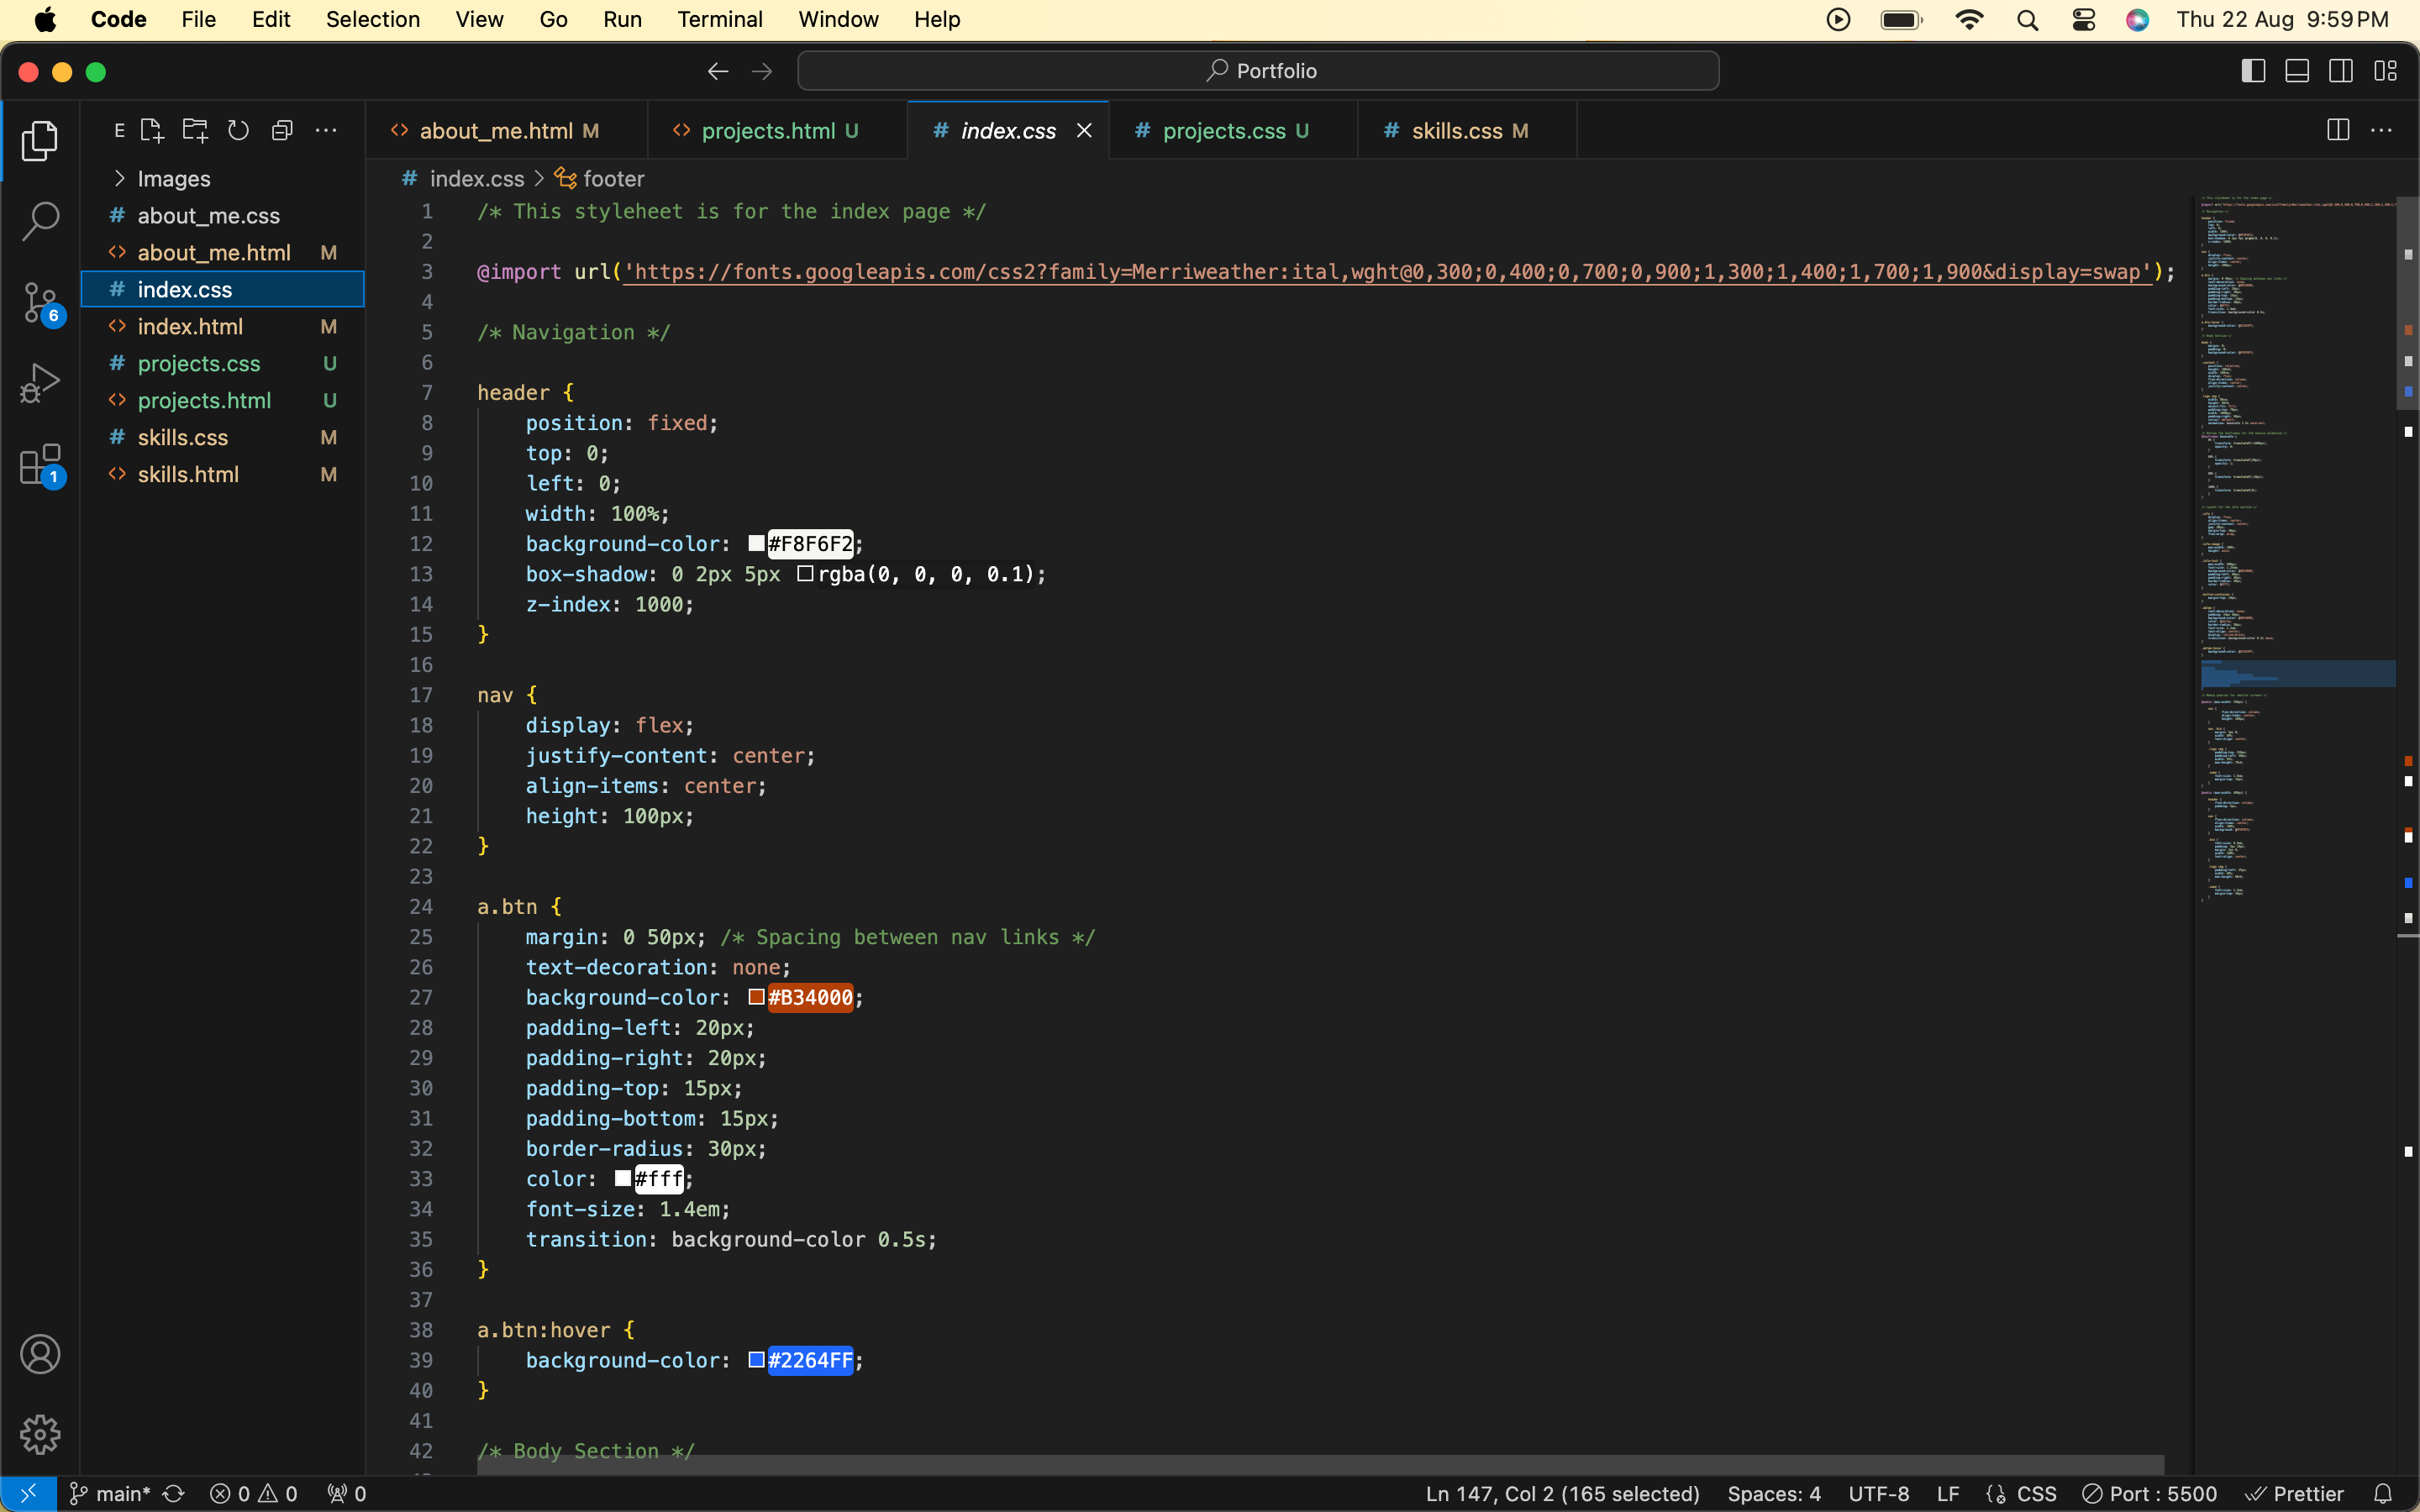 Code File Edit Selection View Go Run Terminal Window Help Thu 22 Aug 9:59 PM
Portfolio
E
about_me.html M projects.html U index.css projects.css U skills.css M
Images
about_me.css
about_me.html M
index.css
index.html M
projects.css U
projects.html U
skills.css M
skills.html M
6
1
index.css > footer
1 /* This styleheet is for the index page */
2
3 @import url('https://fonts.googleapis.com/css2?family=Merriweather:ital,wght@0,300;0,400;0,700;0,900;1,300;1,400;1,700;1,900&display=swap');
4
5 /* Navigation */
6
7 header {
8 position: fixed;
9 top: 0;
10 left: 0;
11 width: 100%;
12 background-color: #F8F6F2;
13 box-shadow: 0 2px 5px rgba(0, 0, 0, 0.1);
14 z-index: 1000;
15 }
16
17 nav {
18 display: flex;
19 justify-content: center;
20 align-items: center;
21 height: 100px;
22 }
23
24 a.btn {
25 margin: 0 50px; /* Spacing between nav links */
26 text-decoration: none;
27 background-color: #B34000;
28 padding-left: 20px;
29 padding-right: 20px;
30 padding-top: 15px;
31 padding-bottom: 15px;
32 border-radius: 30px;
33 color: #fff;
34 font-size: 1.4em;
35 transition: background-color 0.5s;
36 }
37
38 a.btn:hover {
39 background-color: #2264FF;
40 }
41
42 /* Body Section */
main* 0 0 0 Ln 147, Col 2 (165 selected) Spaces: 4 UTF-8 LF CSS Port : 5500 Prettier